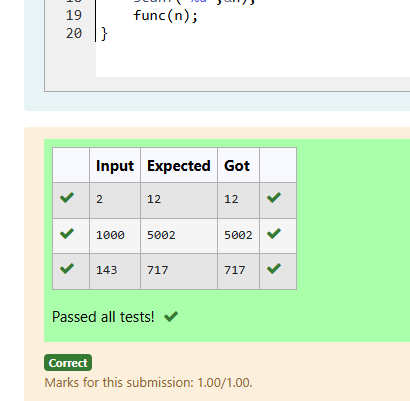 19 func(n);
20 }
Input Expected Got
2 12 12
1000 5002 5002
143 717 717
Passed all tests!
Correct
Marks for this submission: 1.00/1.00.